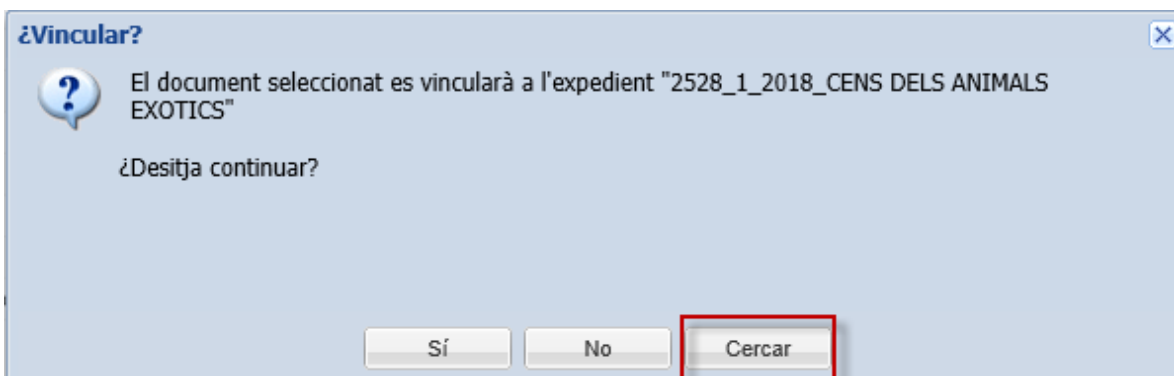 ¿Vincular?
El document seleccionat es vincularà a l'expedient "2528_1_2018_CENS DELS ANIMALS
EXOTICS"
¿Desitja continuar?
Sí No Cercar